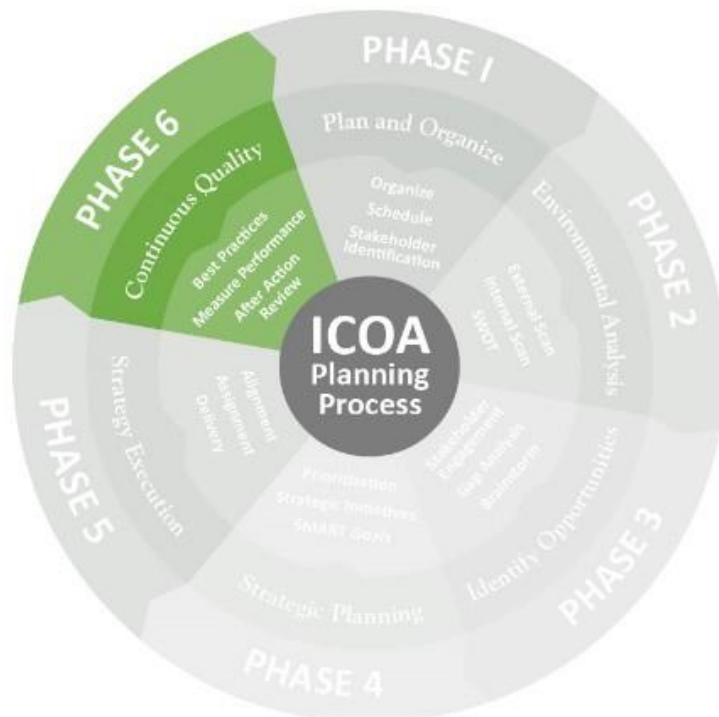 PHASE I
Plan and Organize
Organize
Schedule
Stakeholder
Identification
PHASE 2
Environmental Analysis
External Scan
Internal Scan
SWOT
PHASE 3
Identify Opportunities
Stakeholder
Engagement
Gap Analysis
Brainstorm
PHASE 4
Strategic Planning
Prioritization
Strategic Initiatives
SMART Goals
PHASE 5
Strategy Execution
Alignment
Assignment
Delivery
PHASE 6
Continuous Quality
Best Practices
Measure Performance
After Action
Review
ICOA
Planning
Process